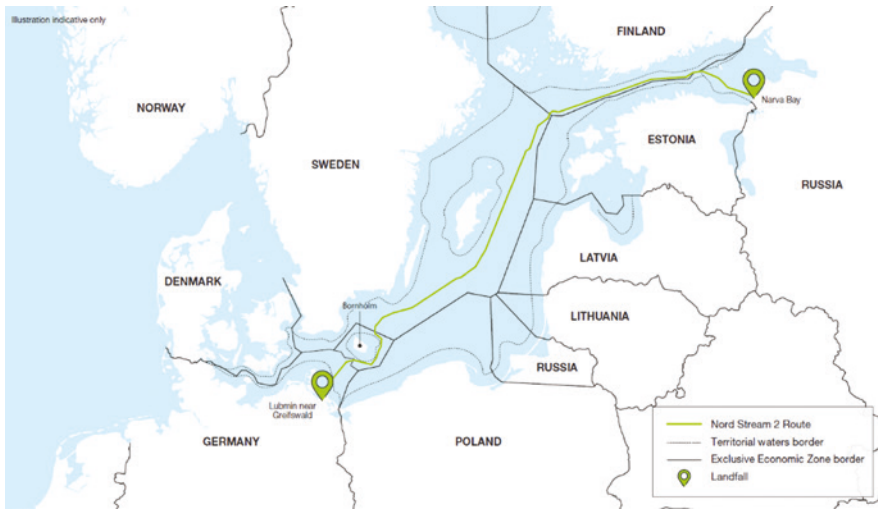 Illustration indicative only
FINLAND
NORWAY
Narva Bay
ESTONIA
SWEDEN
RUSSIA
LATVIA
DENMARK
Bornholm
LITHUANIA
RUSSIA
Lubmin near
Greifswald
GERMANY
POLAND
Nord Stream 2 Route
Territorial waters border
Exclusive Economic Zone border
Landfall